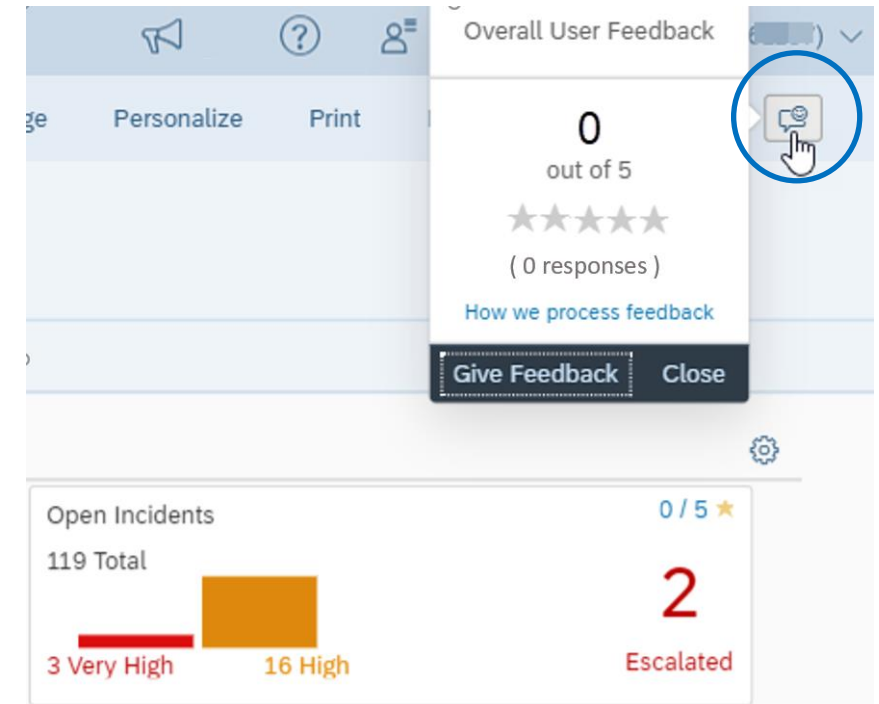 Overall User Feedback
)
ge Personalize Print
0
out of 5
( 0 responses )
How we process feedback
Give Feedback Close
Open Incidents 0 / 5
119 Total
2
3 Very High 16 High Escalated